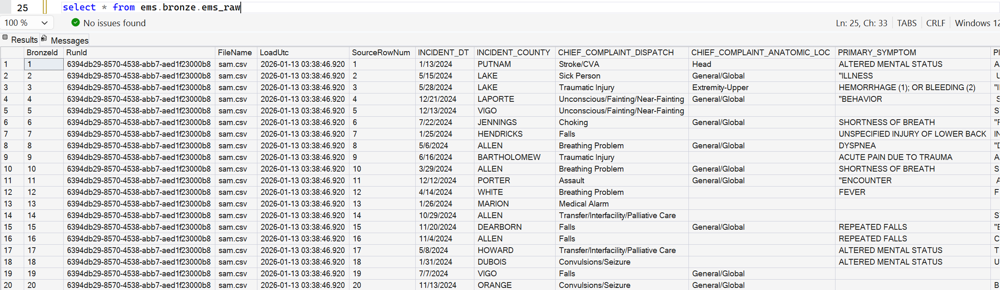 25 select * from ems.bronze.ems_raw
100 % No issues found Ln: 25, Ch: 33 TABS CRLF Windows 12
Results Messages
BronzeId RunId FileName LoadUtc SourceRowNum INCIDENT_DT INCIDENT_COUNTY CHIEF_COMPLAINT_DISPATCH CHIEF_COMPLAINT_ANATOMIC_LOC PRIMARY_SYMPTOM
1 1 6394db29-8570-4538-abb7-aed1f23000b8 sam.csv 2026-01-13 03:38:46.920 1 1/13/2024 PUTNAM Stroke/CVA Head ALTERED MENTAL STATUS A
2 2 6394db29-8570-4538-abb7-aed1f23000b8 sam.csv 2026-01-13 03:38:46.920 2 5/15/2024 LAKE Sick Person General/Global "ILLNESS
3 3 6394db29-8570-4538-abb7-aed1f23000b8 sam.csv 2026-01-13 03:38:46.920 3 5/28/2024 LAKE Traumatic Injury Extremity-Upper HEMORRHAGE (1); OR BLEEDING (2)
4 4 6394db29-8570-4538-abb7-aed1f23000b8 sam.csv 2026-01-13 03:38:46.920 4 12/21/2024 LAPORTE Unconscious/Fainting/Near-Fainting General/Global "BEHAVIOR S
5 5 6394db29-8570-4538-abb7-aed1f23000b8 sam.csv 2026-01-13 03:38:46.920 5 12/13/2024 VIGO Unconscious/Fainting/Near-Fainting S
6 6 6394db29-8570-4538-abb7-aed1f23000b8 sam.csv 2026-01-13 03:38:46.920 6 7/22/2024 JENNINGS Choking General/Global SHORTNESS OF BREATH
7 7 6394db29-8570-4538-abb7-aed1f23000b8 sam.csv 2026-01-13 03:38:46.920 7 1/25/2024 HENDRICKS Falls UNSPECIFIED INJURY OF LOWER BACK IN
8 8 6394db29-8570-4538-abb7-aed1f23000b8 sam.csv 2026-01-13 03:38:46.920 8 5/6/2024 ALLEN Breathing Problem General/Global DYSPNEA
9 9 6394db29-8570-4538-abb7-aed1f23000b8 sam.csv 2026-01-13 03:38:46.920 9 6/16/2024 BARTHOLOMEW Traumatic Injury ACUTE PAIN DUE TO TRAUMA A
10 10 6394db29-8570-4538-abb7-aed1f23000b8 sam.csv 2026-01-13 03:38:46.920 10 3/29/2024 ALLEN Breathing Problem General/Global SHORTNESS OF BREATH S
11 11 6394db29-8570-4538-abb7-aed1f23000b8 sam.csv 2026-01-13 03:38:46.920 11 12/12/2024 PORTER Assault General/Global "ENCOUNTER
12 12 6394db29-8570-4538-abb7-aed1f23000b8 sam.csv 2026-01-13 03:38:46.920 12 4/14/2024 WHITE Breathing Problem FEVER F
13 13 6394db29-8570-4538-abb7-aed1f23000b8 sam.csv 2026-01-13 03:38:46.920 13 1/26/2024 MARION Medical Alarm
14 14 6394db29-8570-4538-abb7-aed1f23000b8 sam.csv 2026-01-13 03:38:46.920 14 10/29/2024 ALLEN Transfer/Interfacility/Palliative Care S
15 15 6394db29-8570-4538-abb7-aed1f23000b8 sam.csv 2026-01-13 03:38:46.920 15 11/20/2024 DEARBORN Falls General/Global REPEATED FALLS
16 16 6394db29-8570-4538-abb7-aed1f23000b8 sam.csv 2026-01-13 03:38:46.920 16 11/4/2024 ALLEN Falls REPEATED FALLS C
17 17 6394db29-8570-4538-abb7-aed1f23000b8 sam.csv 2026-01-13 03:38:46.920 17 5/8/2024 HOWARD Transfer/Interfacility/Palliative Care ALTERED MENTAL STATUS T
18 18 6394db29-8570-4538-abb7-aed1f23000b8 sam.csv 2026-01-13 03:38:46.920 18 1/31/2024 DUBOIS Convulsions/Seizure ALTERED MENTAL STATUS U
19 19 6394db29-8570-4538-abb7-aed1f23000b8 sam.csv 2026-01-13 03:38:46.920 19 7/7/2024 VIGO Falls General/Global
20 20 6394db29-8570-4538-abb7-aed1f23000b8 sam.csv 2026-01-13 03:38:46.920 20 11/13/2024 ORANGE Convulsions/Seizure General/Global B